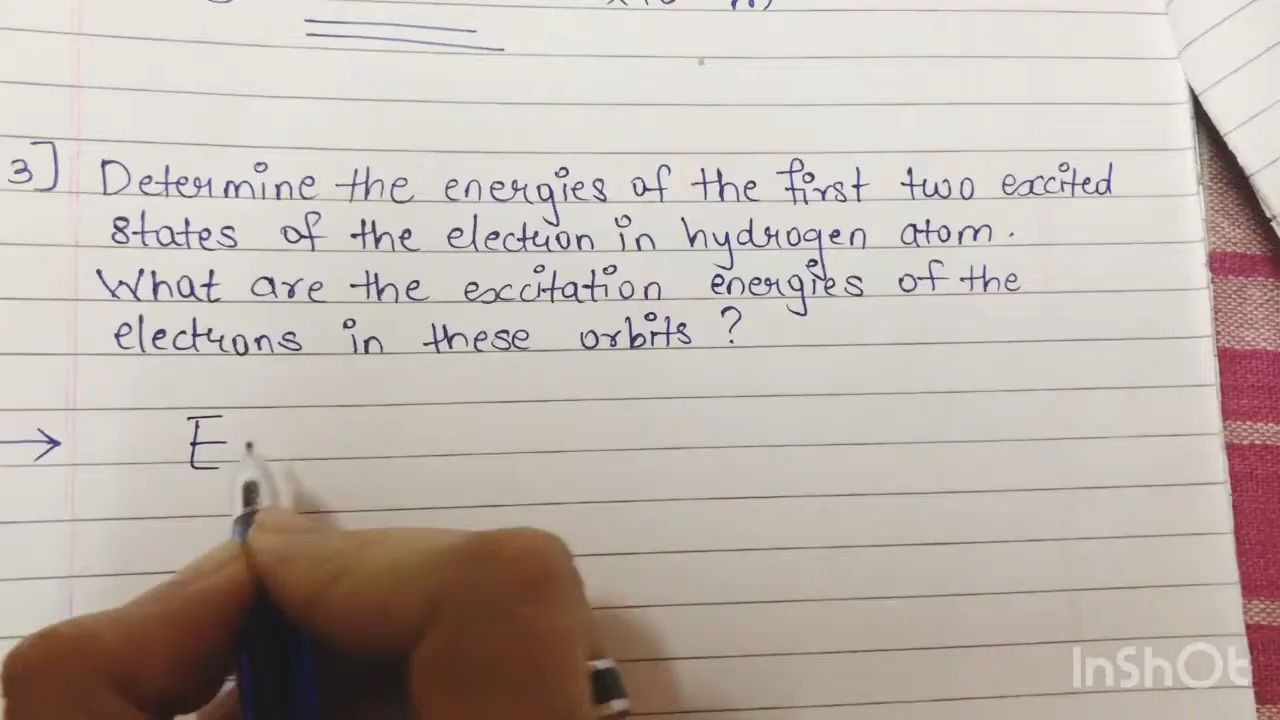 3] Determine the energies of the first two excited
states of the electron in hydrogen atom.
What are the excitation energies of the
electrons in these orbits ?
→ E
InShOt